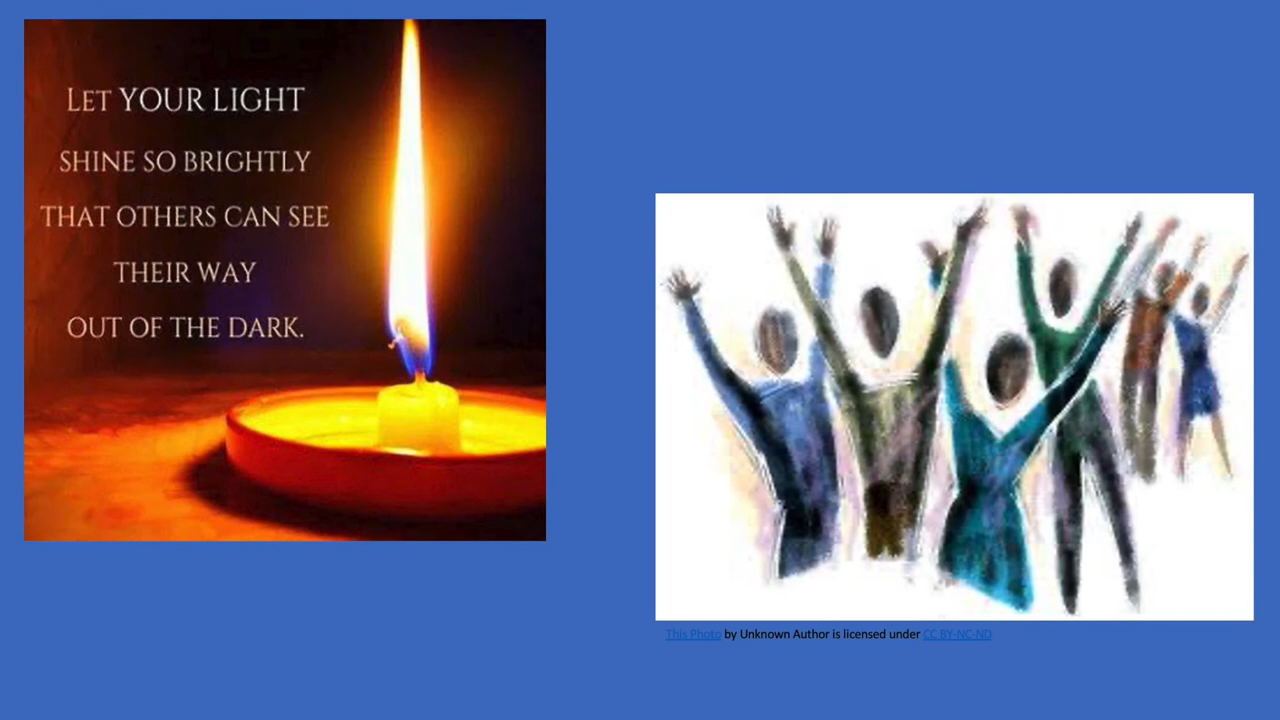 Let YOUR LIGHT
SHINE SO BRIGHTLY
THAT OTHERS CAN SEE
THEIR WAY
OUT OF THE DARK.
This Photo by Unknown Author is licensed under CC BY-NC-ND